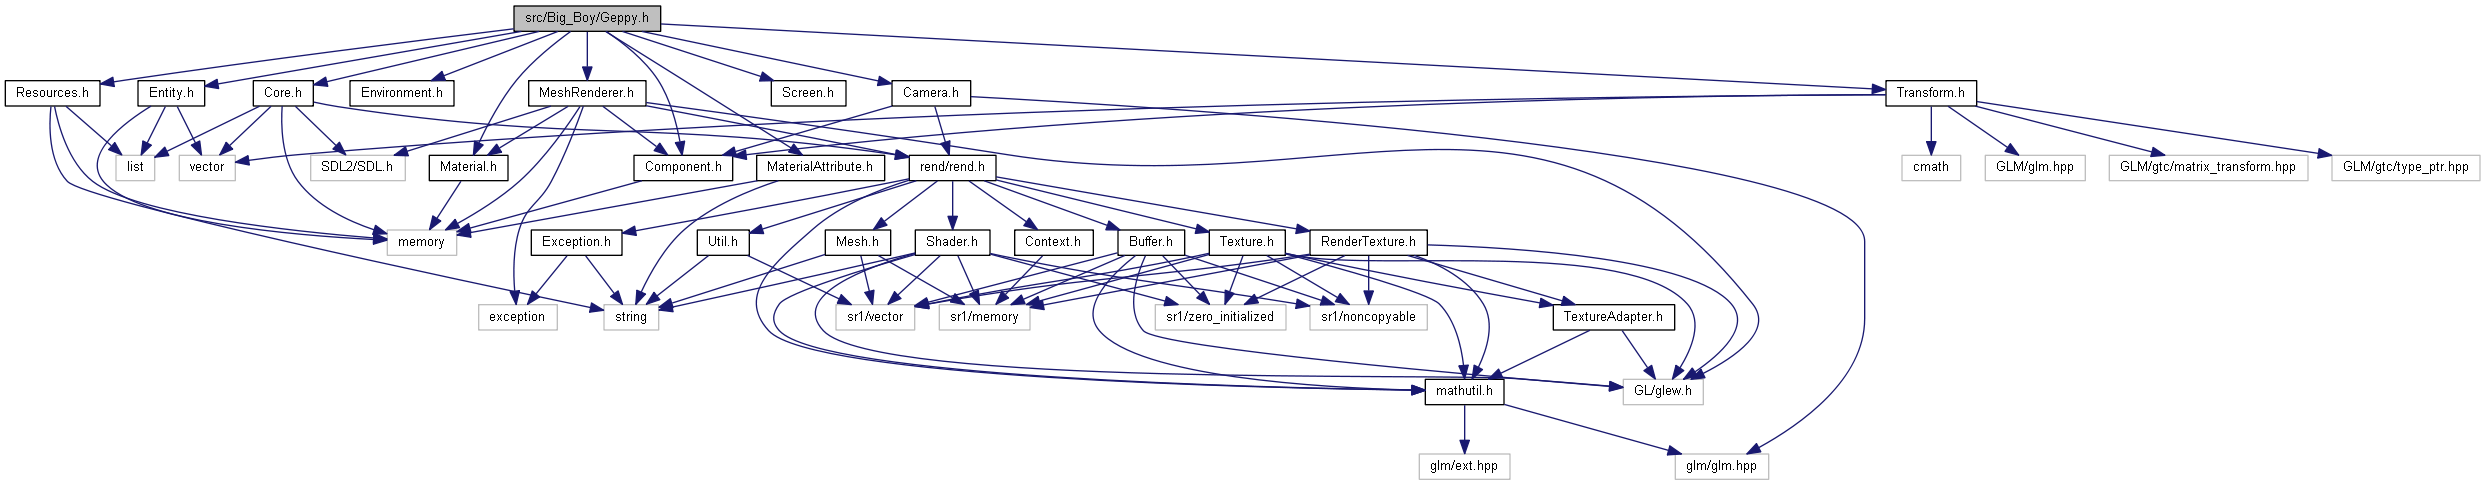 src/Big_Boy/Geppy.h
Resources.h
Entity.h
Core.h
Environment.h
MeshRenderer.h
Screen.h
Camera.h
Transform.h
list
vector
SDL2/SDL.h
Material.h
Component.h
MaterialAttribute.h
rend/rend.h
cmath
GLM/glm.hpp
GLM/gtc/matrix_transform.hpp
GLM/gtc/type_ptr.hpp
memory
Exception.h
Util.h
Mesh.h
Shader.h
Context.h
Buffer.h
Texture.h
RenderTexture.h
exception
string
sr1/vector
sr1/memory
sr1/zero_initialized
sr1/noncopyable
TextureAdapter.h
mathutil.h
GL/glew.h
glm/ext.hpp
glm/glm.hpp